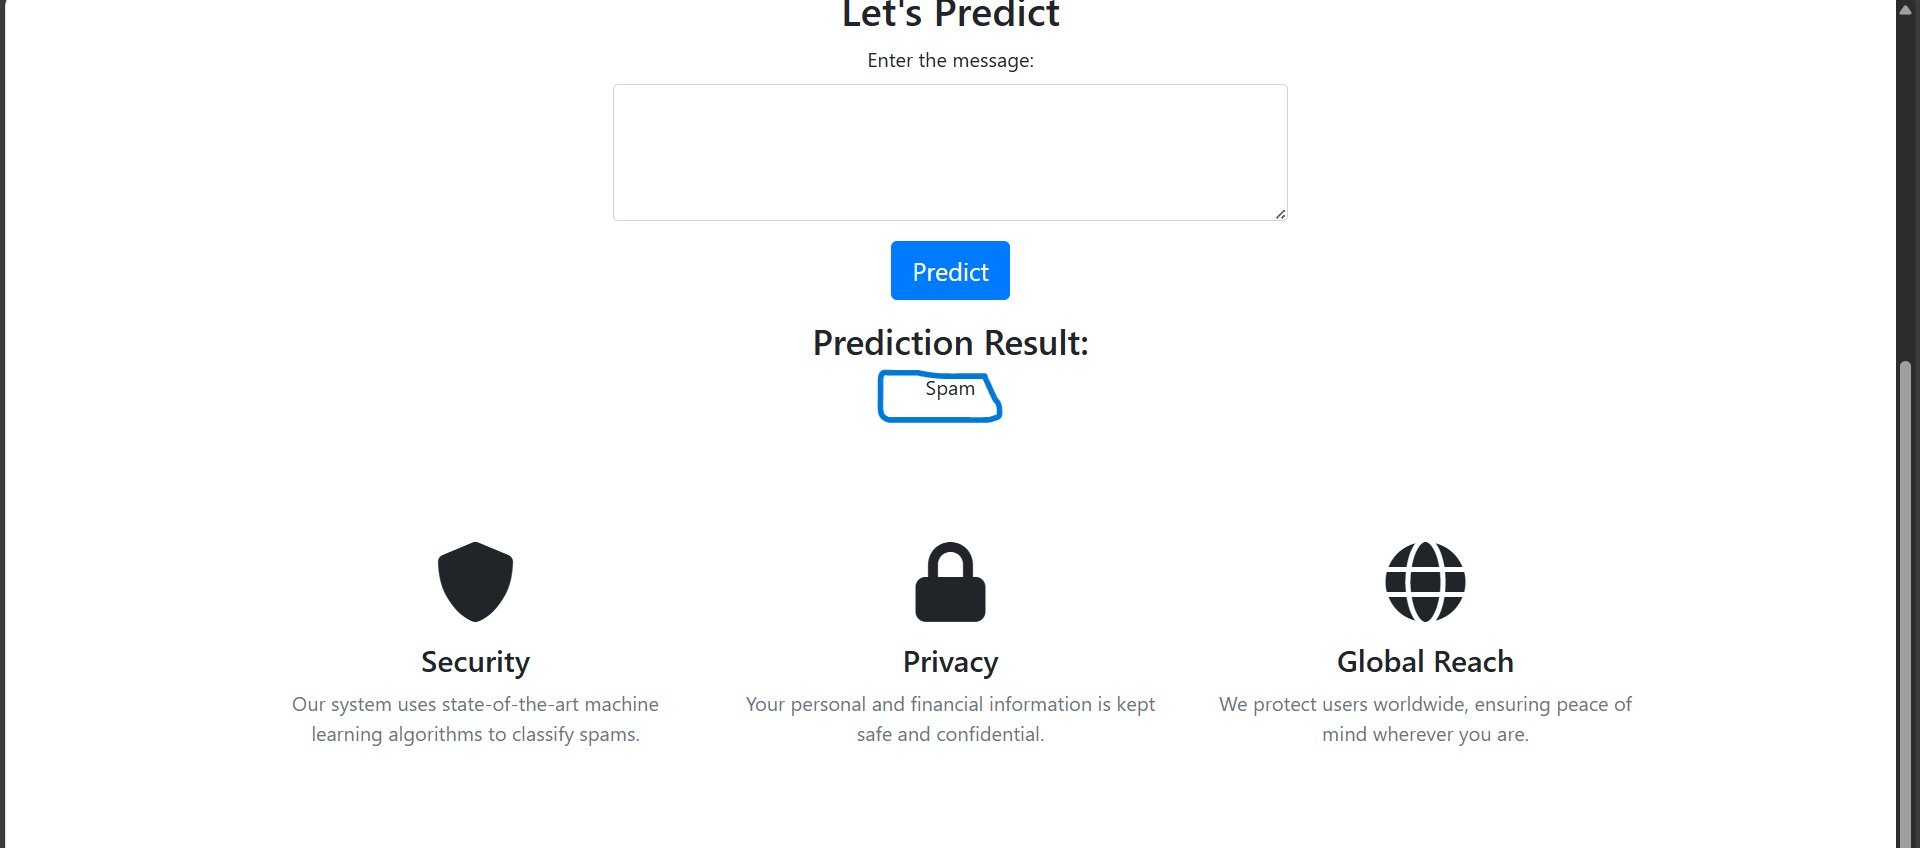 Let's Predict
Enter the message:
Predict
Prediction Result:
Spam
Security
Our system uses state-of-the-art machine
learning algorithms to classify spams.
Privacy
Your personal and financial information is kept
safe and confidential.
Global Reach
We protect users worldwide, ensuring peace of
mind wherever you are.